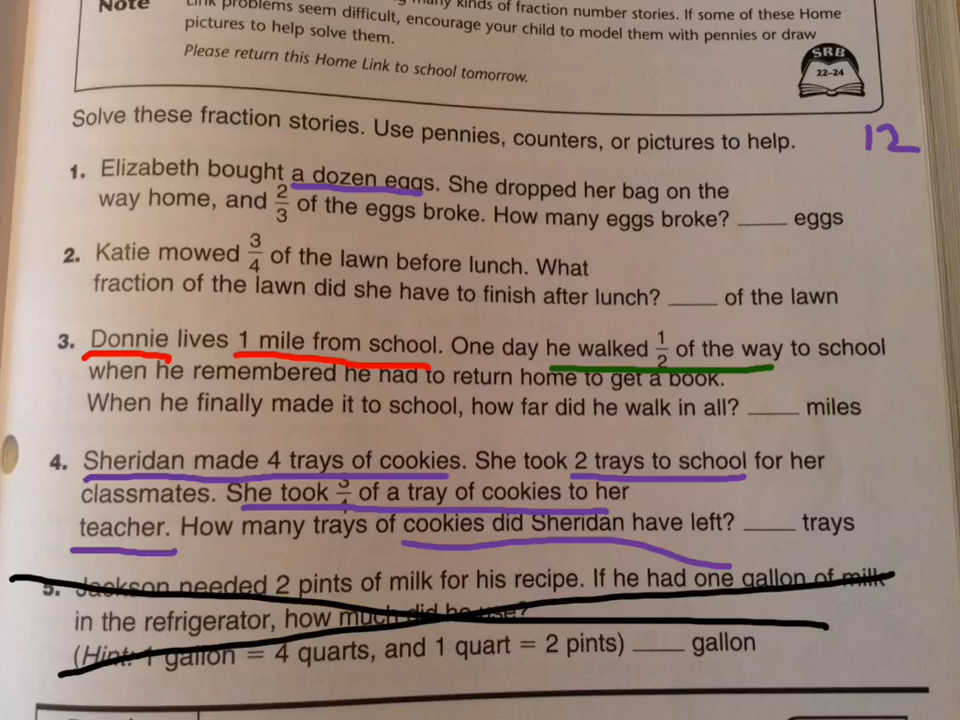 Note
Link problems seem difficult, encourage your child to model them with pennies or draw
many kinds of fraction number stories. If some of these Home
pictures to help solve them.
Please return this Home Link to school tomorrow.
SRB
22–24
Solve these fraction stories. Use pennies, counters, or pictures to help.
12
1. Elizabeth bought a dozen eggs. She dropped her bag on the
way home, and 2/3 of the eggs broke. How many eggs broke? ____ eggs
2. Katie mowed 3/4 of the lawn before lunch. What
fraction of the lawn did she have to finish after lunch? ____ of the lawn
3. Donnie lives 1 mile from school. One day he walked 1/2 of the way to school
when he remembered he had to return home to get a book.
When he finally made it to school, how far did he walk in all? ____ miles
4. Sheridan made 4 trays of cookies. She took 2 trays to school for her
classmates. She took of a tray of cookies to her
teacher. How many trays of cookies did Sheridan have left? ____ trays
5. Jackson needed 2 pints of milk for his recipe. If he had one gallon of milk
in the refrigerator, how much did he use?
(Hint: 1 gallon = 4 quarts, and 1 quart = 2 pints) ____ gallon